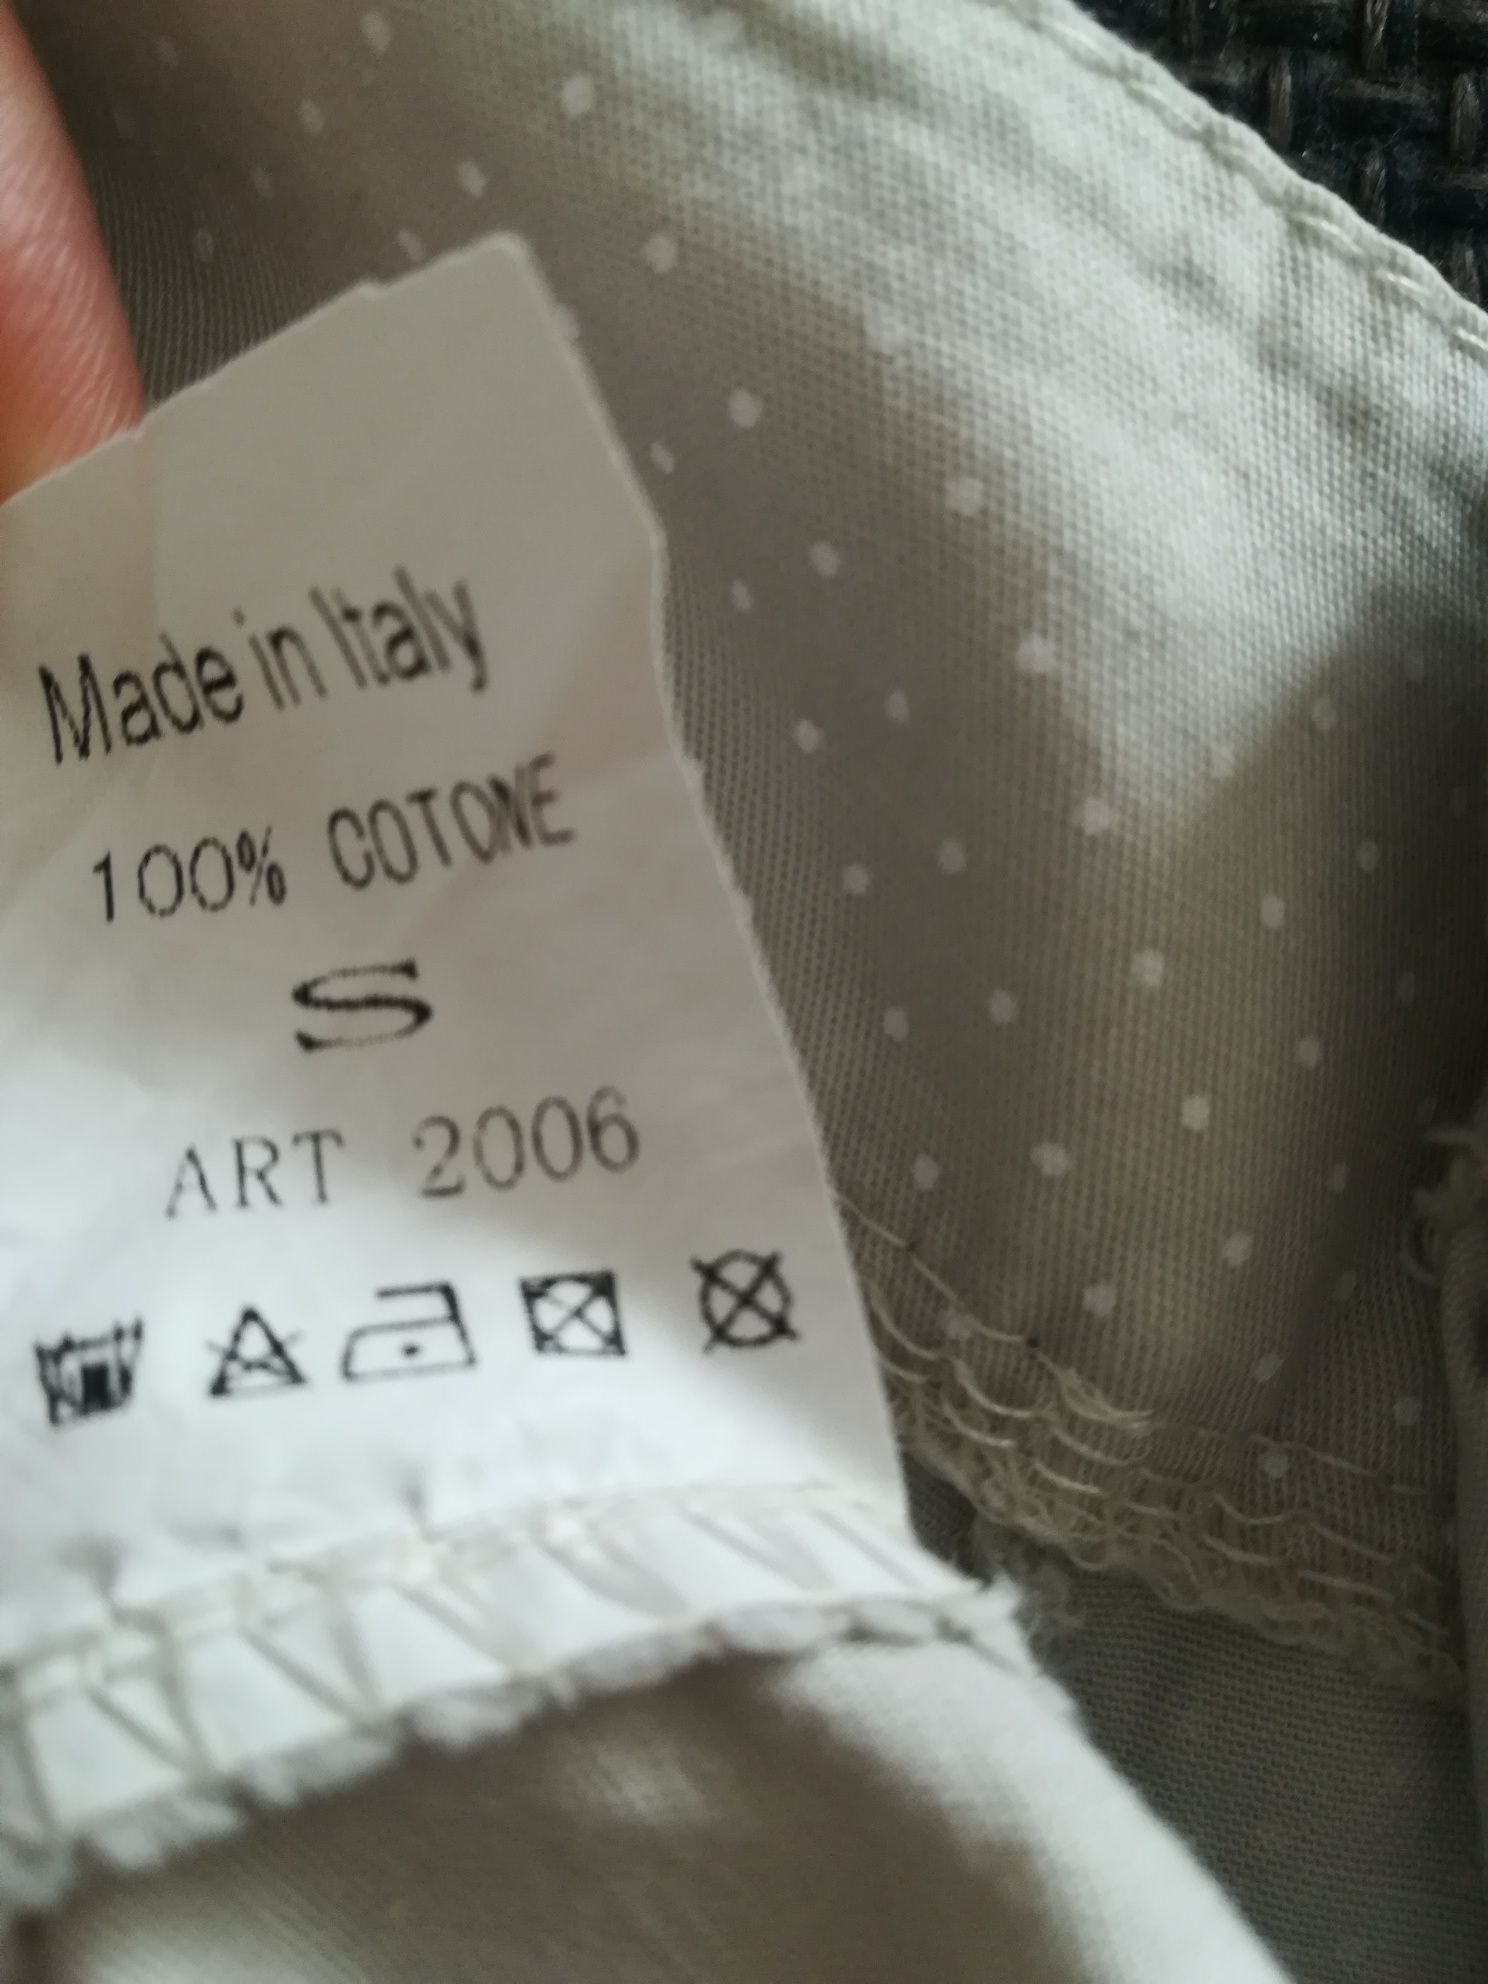 Made in Italy
100% COTONE
S
ART 2006